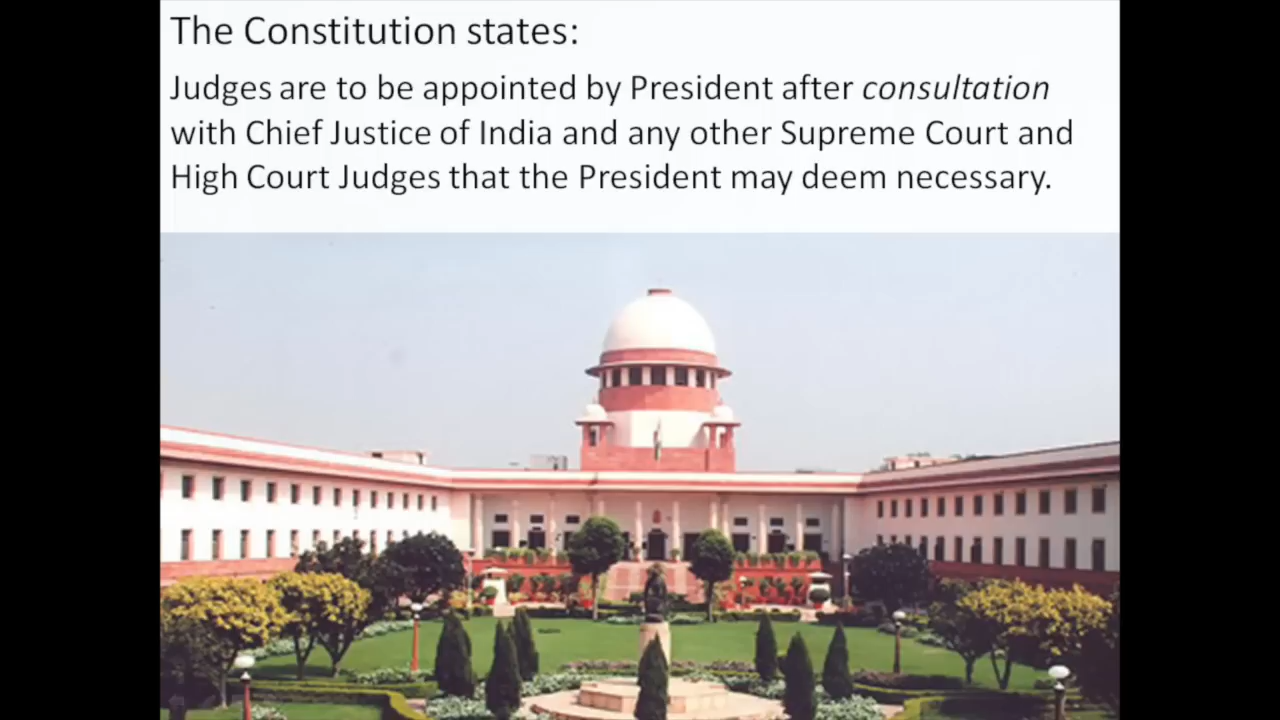 The Constitution states:
Judges are to be appointed by President after consultation
with Chief Justice of India and any other Supreme Court and
High Court Judges that the President may deem necessary.